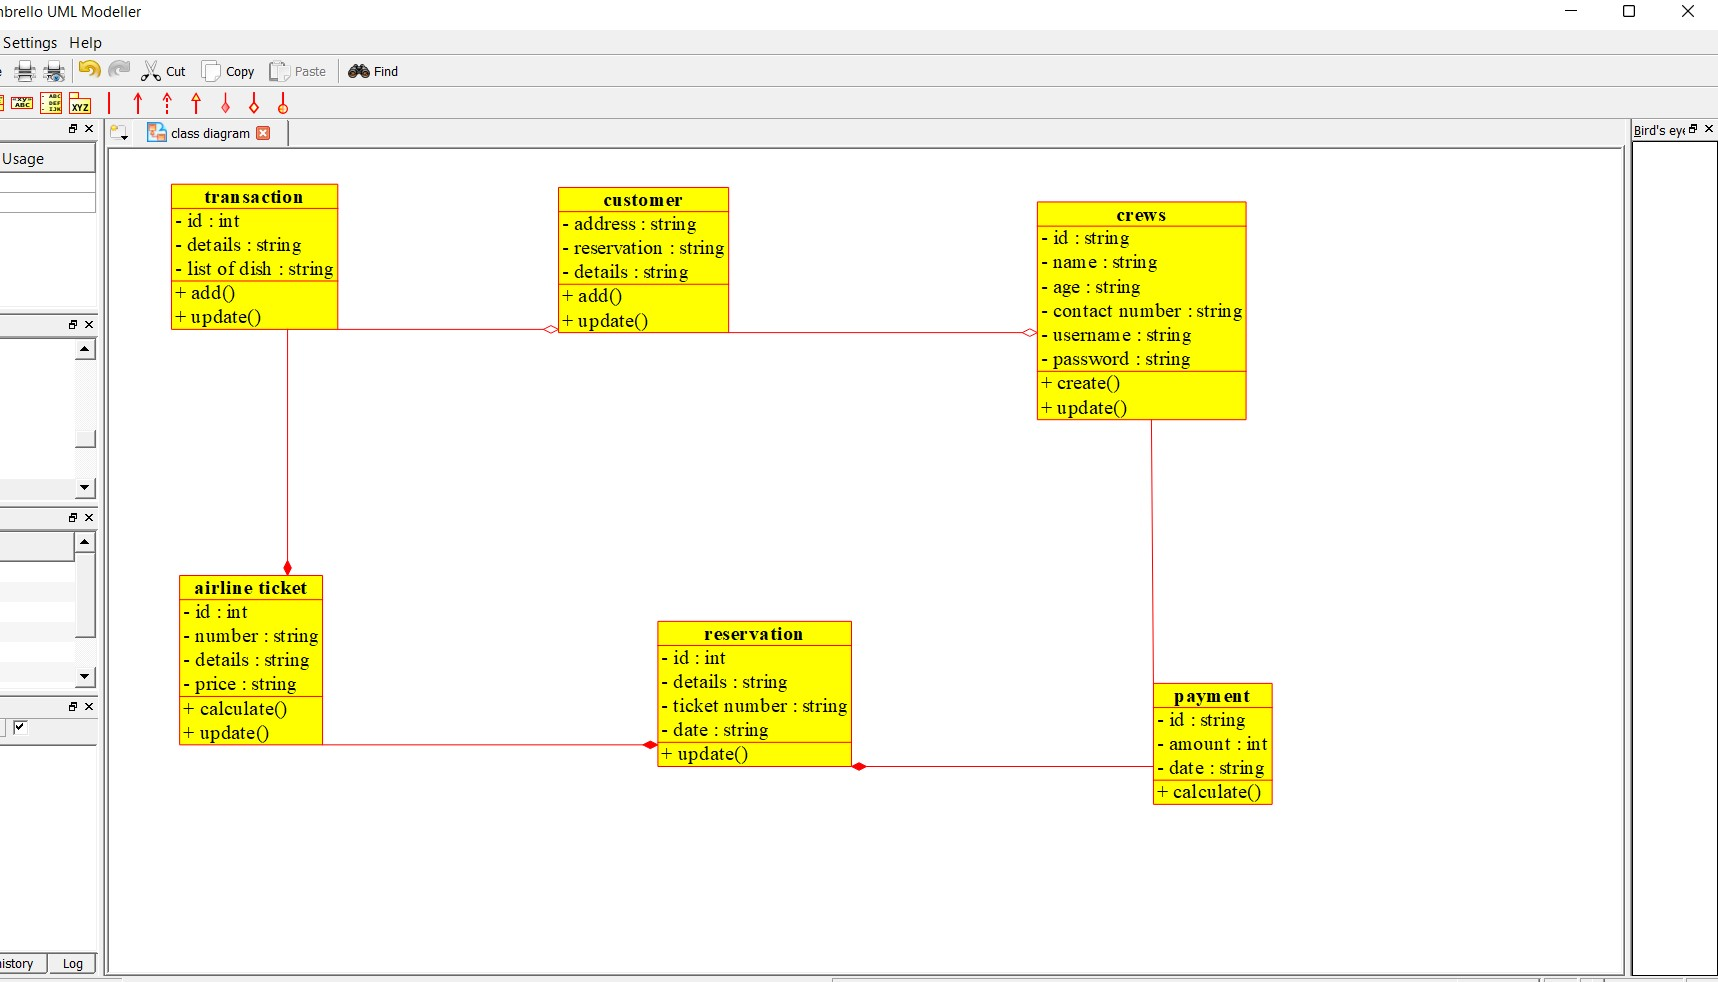 mbrello UML Modeller
Settings Help
Cut Copy Paste Find
ABC
XYZ
Usage
class diagram
Bird's eye
transaction
- id : int
- details : string
- list of dish : string
+ add()
+ update()
customer
- address : string
- reservation : string
- details : string
+ add()
+ update()
crews
- id : string
- name : string
- age : string
- contact number : string
- username : string
- password : string
+ create()
+ update()
airline ticket
- id : int
- number : string
- details : string
- price : string
+ calculate()
+ update()
reservation
- id : int
- details : string
- ticket number : string
- date : string
+ update()
payment
- id : string
- amount : int
- date : string
+ calculate()
istory Log